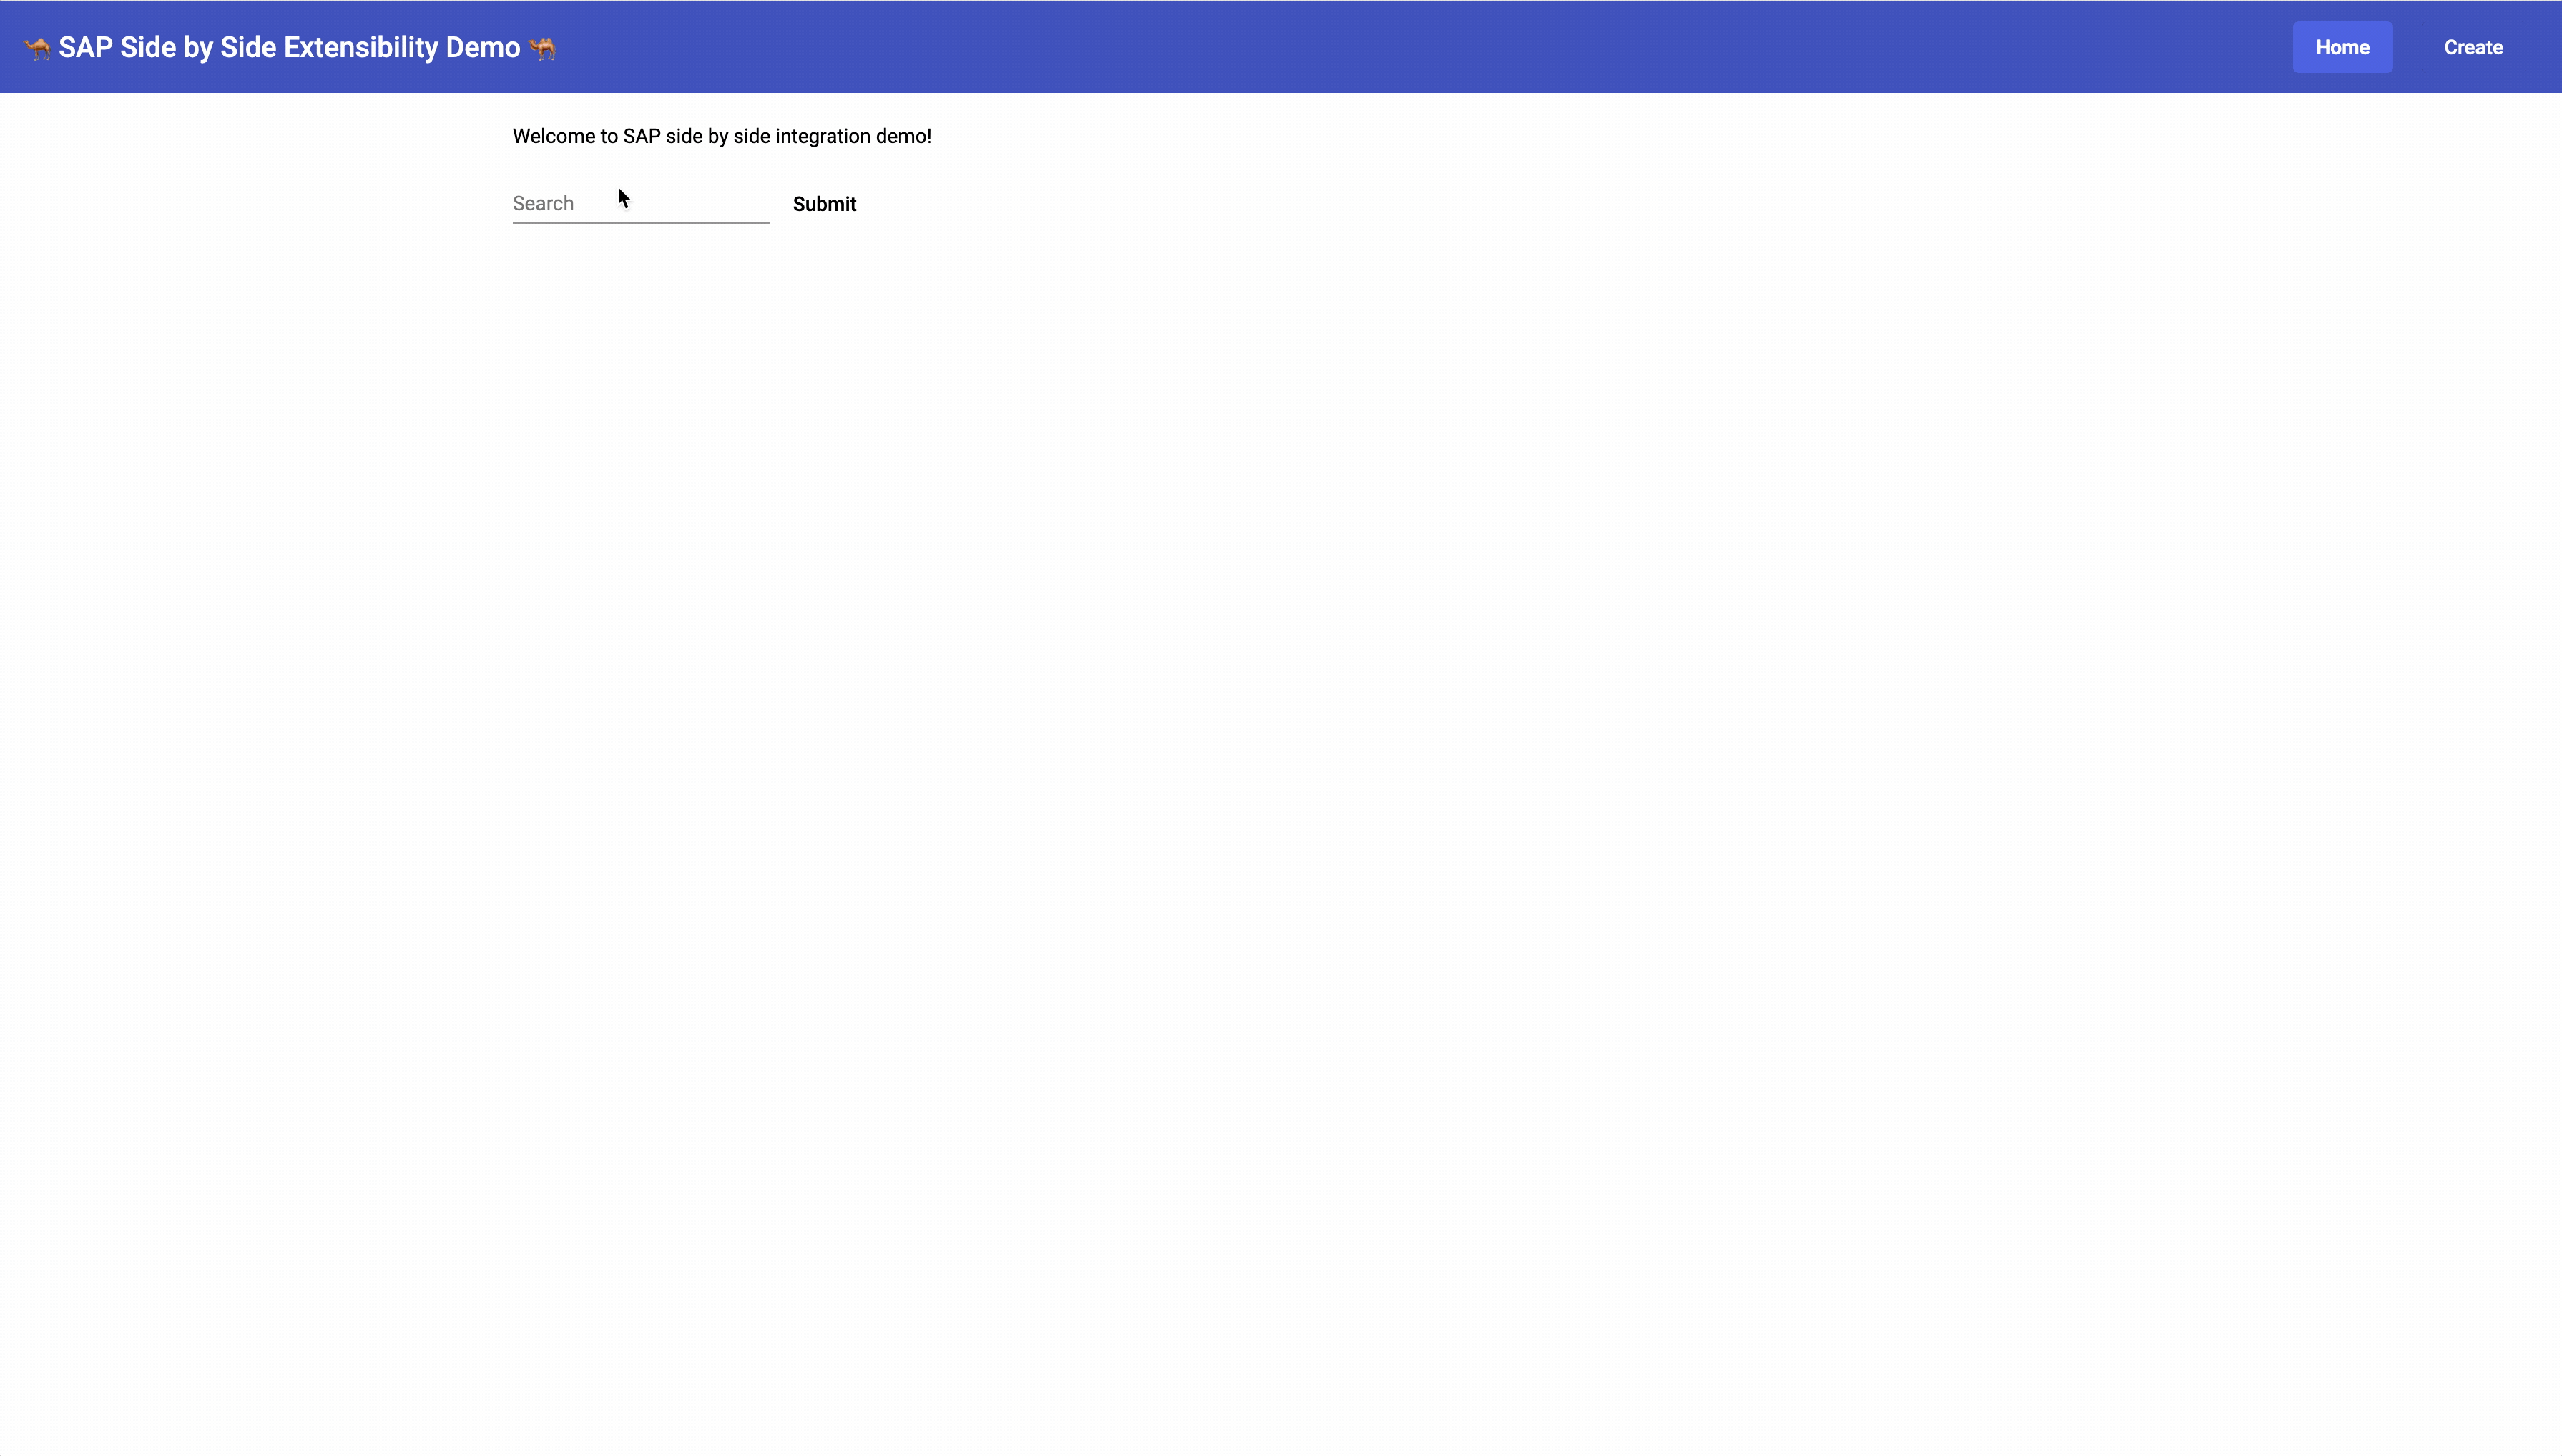 🐪 SAP Side by Side Extensibility Demo 🐫
Home
Create
Welcome to SAP side by side integration demo!
Search
Submit